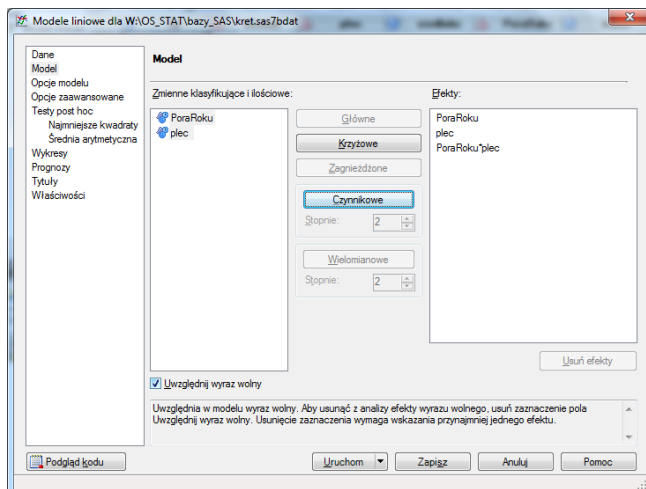 Modele liniowe dla W:\OS_STAT\bazy_SAS\kret.sas7bdat
Dane
Model
Opcje modelu
Opcje zaawansowane
Testy post hoc
Najmniejsze kwadraty
Średnia arytmetyczna
Wykresy
Prognozy
Tytuły
Właściwości
Model
Zmienne klasyfikujące i ilościowe:
PoraRoku
plec
Główne
Krzyżowe
Zagnieżdżone
Czynnikowe
Stopnie: 2
Wielomianowe
Stopnie: 2
Efekty:
PoraRoku
plec
PoraRoku*plec
Usuń efekty
Uwzględnij wyraz wolny
Uwzględnia w modelu wyraz wolny. Aby usunąć z analizy efekty wyrazu wolnego, usuń zaznaczenie pola
Uwzględnij wyraz wolny. Usunięcie zaznaczenia wymaga wskazania przynajmniej jednego efektu.
Podgląd kodu
Uruchom
Zapisz
Anuluj
Pomoc